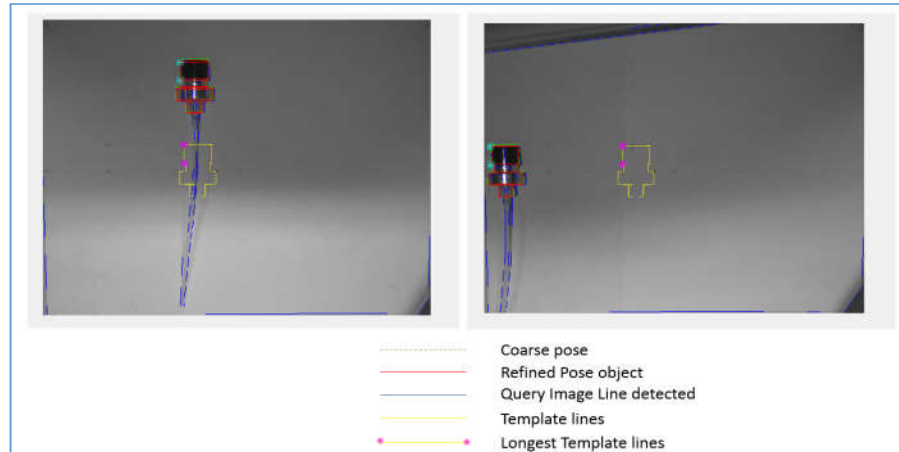 Coarse pose
Refined Pose object
Query Image Line detected
Template lines
Longest Template lines